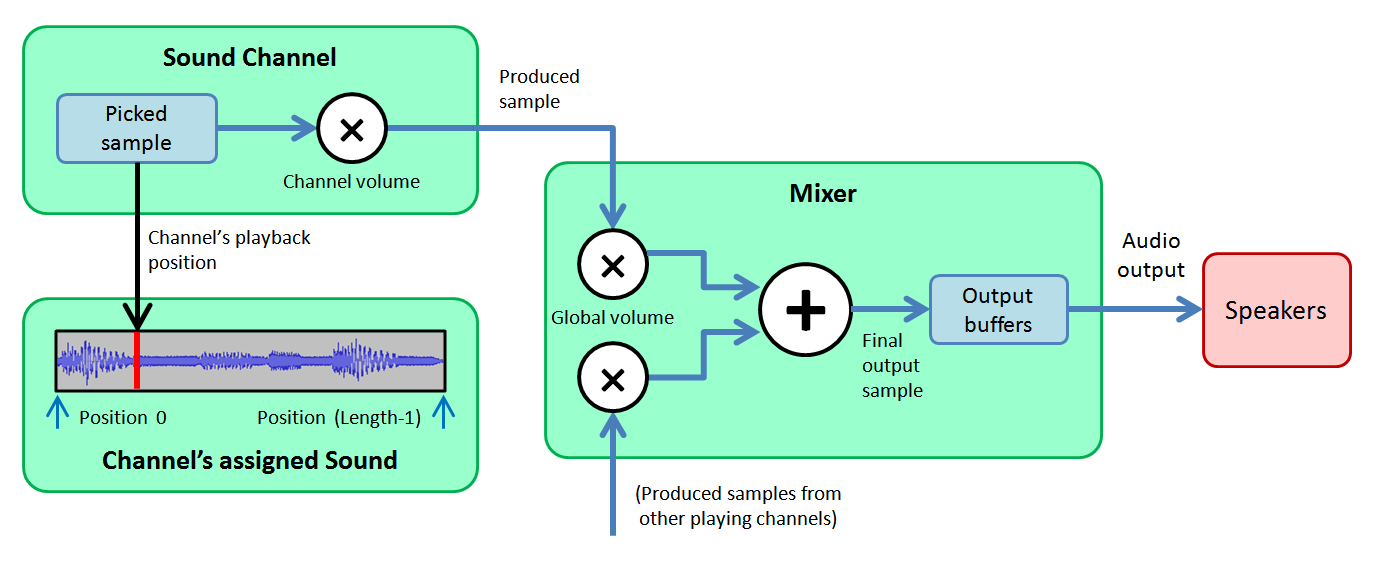 Sound Channel
Picked
sample
×
Channel volume
Produced
sample
Channel’s playback
position
Position 0
Position (Length-1)
Channel’s assigned Sound
Mixer
×
Global volume
×
+
Final
output
sample
Output
buffers
(Produced samples from
other playing channels)
Audio
output
Speakers